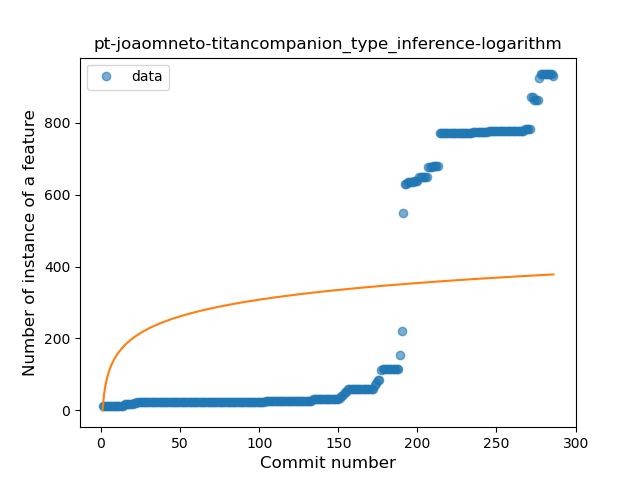 pt-joaomneto-titancompanion_type_inference-logarithm
data
Number of instance of a feature
800
600
400
200
0
0 50 100 150 200 250 300
Commit number